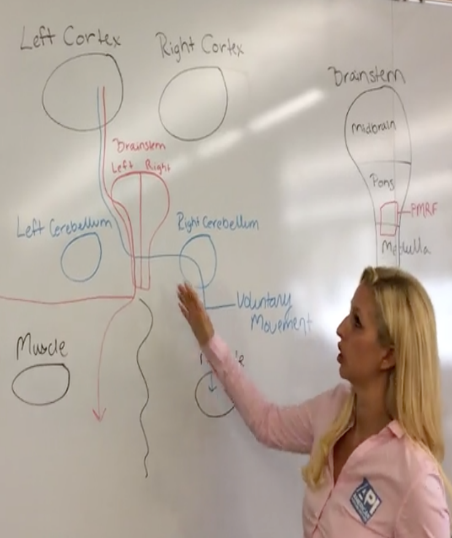 Left Cortex
Right Cortex
Brainstem
Left Right
Left Cerebellum
Right Cerebellum
Voluntary
Movement
Muscle
Brainstem
Midbrain
Pons
PMRF
Medulla